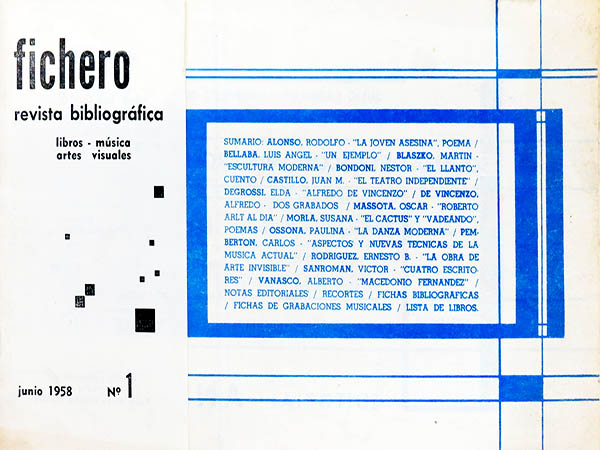 fichero
revista bibliográfica
libros - música
artes visuales
junio 1958 Nº 1
SUMARIO: ALONSO, RODOLFO - "LA JOVEN ASESINA", POEMA /
BELLABA, LUIS ANGEL - "UN EJEMPLO" / BLASZKO, MARTIN -
"ESCULTURA MODERNA" / BONDONI, NESTOR - "EL LLANTO",
CUENTO / CASTILLO, JUAN M. - "EL TEATRO INDEPENDIENTE" /
DEGROSSI, ELDA - "ALFREDO DE VINCENZO" / DE VINCENZO,
ALFREDO - DOS GRABADOS / MASSOTA, OSCAR - "ROBERTO
ARLT AL DIA" / MORLA, SUSANA - "EL CACTUS" Y "VADEANDO",
POEMAS / OSSONA, PAULINA - "LA DANZA MODERNA" / PEM-
BERTON, CARLOS - "ASPECTOS Y NUEVAS TECNICAS DE LA
MUSICA ACTUAL" / RODRIGUEZ, ERNESTO B. - "LA OBRA DE
ARTE INVISIBLE" / SANROMAN, VICTOR - "CUATRO ESCRITO-
RES" / VANASCO, ALBERTO - "MACEDONIO FERNANDEZ" /
NOTAS EDITORIALES / RECORTES / FICHAS BIBLIOGRAFICAS
/ FICHAS DE GRABACIONES MUSICALES / LISTA DE LIBROS.